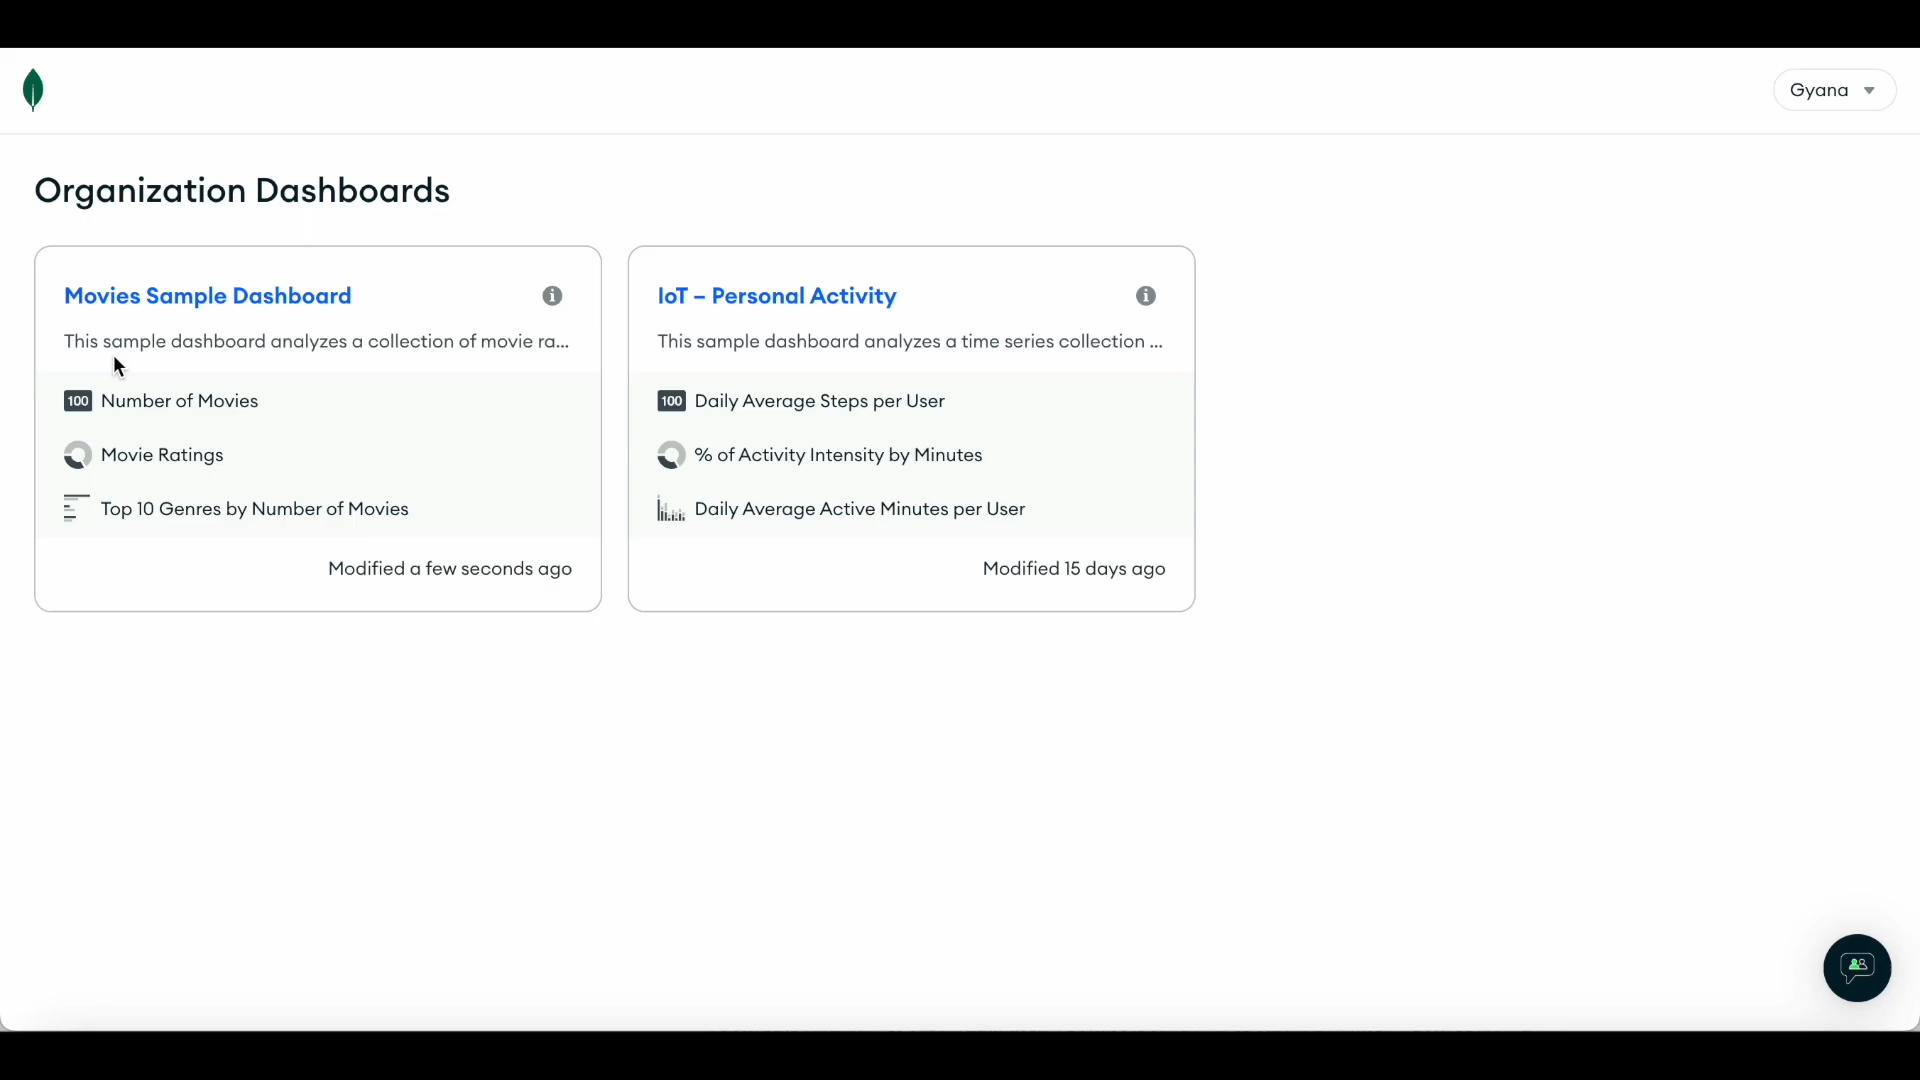 Gyana
Organization Dashboards
Movies Sample Dashboard
This sample dashboard analyzes a collection of movie ra...
100 Number of Movies
Movie Ratings
Top 10 Genres by Number of Movies
Modified a few seconds ago
IoT – Personal Activity
This sample dashboard analyzes a time series collection ...
100 Daily Average Steps per User
% of Activity Intensity by Minutes
Daily Average Active Minutes per User
Modified 15 days ago